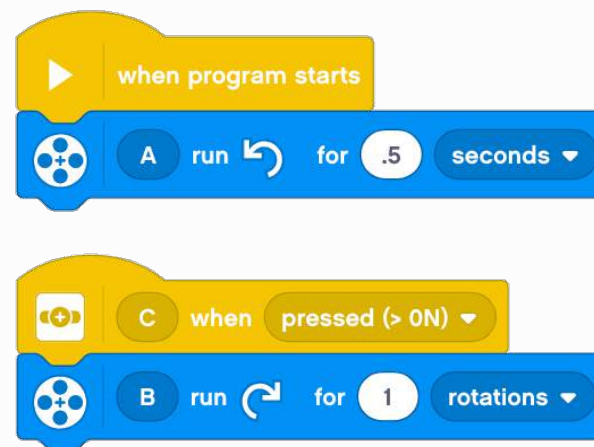 when program starts
A run for .5 seconds
C when pressed (> 0N)
B run for 1 rotations